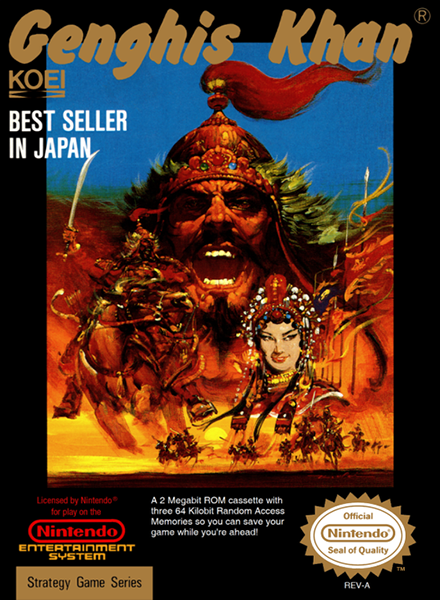 Genghis Khan®
KOEI
BEST SELLER
IN JAPAN
Licensed by Nintendo®
for play on the
Nintendo
ENTERTAINMENT
SYSTEM
A 2 Megabit ROM cassette with
three 64 Kilobit Random Access
Memories so you can save your
game while you're ahead!
Official
Nintendo®
Seal of Quality
TM
REV-A
Strategy Game Series